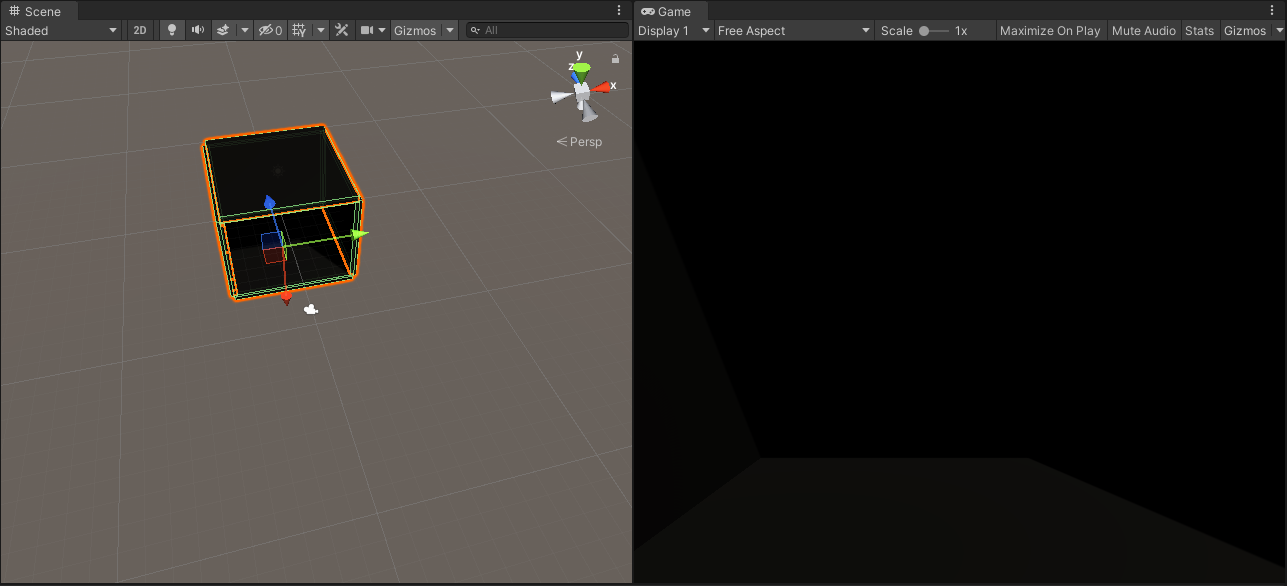 Scene
Shaded 2D 0 Gizmos All
y
z
x
Persp
Game
Display 1 Free Aspect Scale 1x Maximize On Play Mute Audio Stats Gizmos